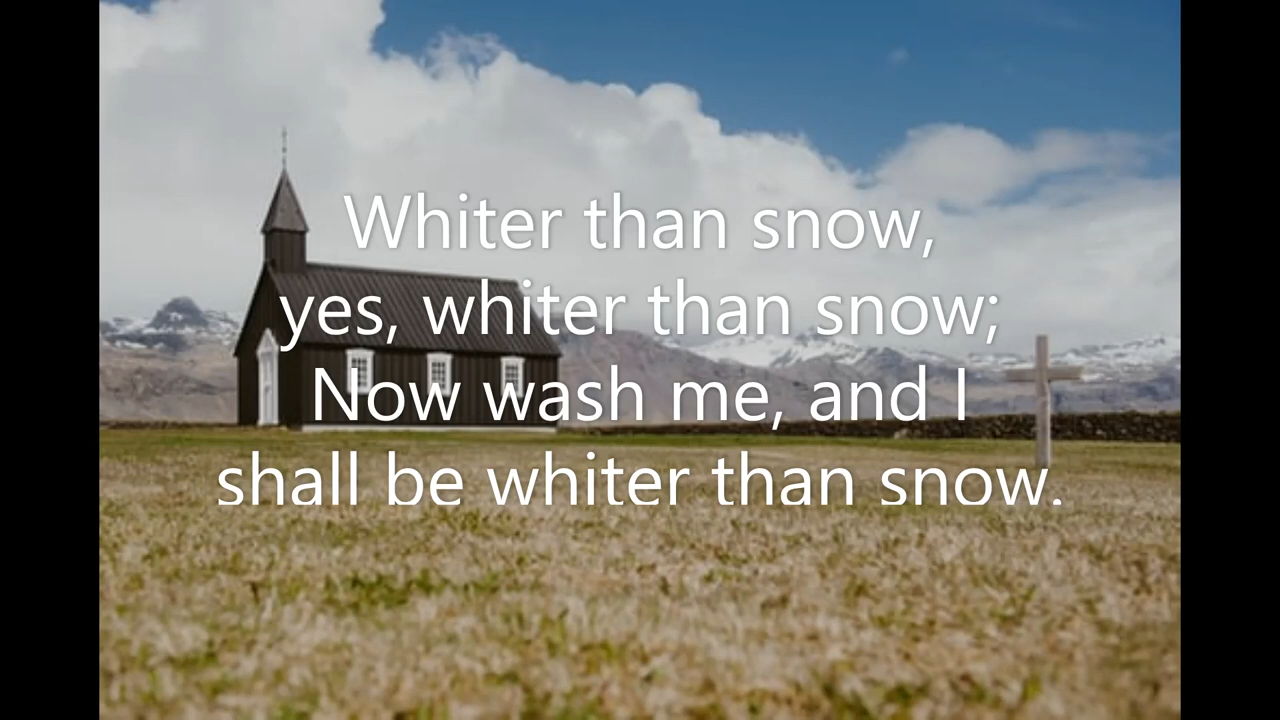 Whiter than snow,
yes, whiter than snow;
Now wash me, and I
shall be whiter than snow.